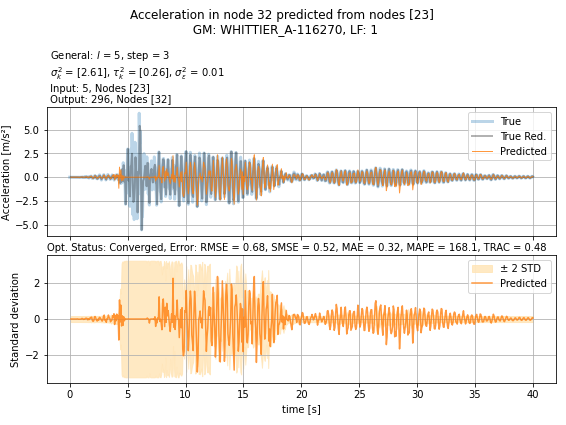 Acceleration in node 32 predicted from nodes [23]
GM: WHITTIER_A-116270, LF: 1
General: l = 5, step = 3
σ²ₖ = [2.61], τ²ₖ = [0.26], σ²ε = 0.01
Input: 5, Nodes [23]
Output: 296, Nodes [32]
Acceleration [m/s²]
5.0
2.5
0.0
−2.5
−5.0
True
True Red.
Predicted
Opt. Status: Converged, Error: RMSE = 0.68, SMSE = 0.52, MAE = 0.32, MAPE = 168.1, TRAC = 0.48
Standard deviation
2
0
−2
± 2 STD
Predicted
0 5 10 15 20 25 30 35 40
time [s]